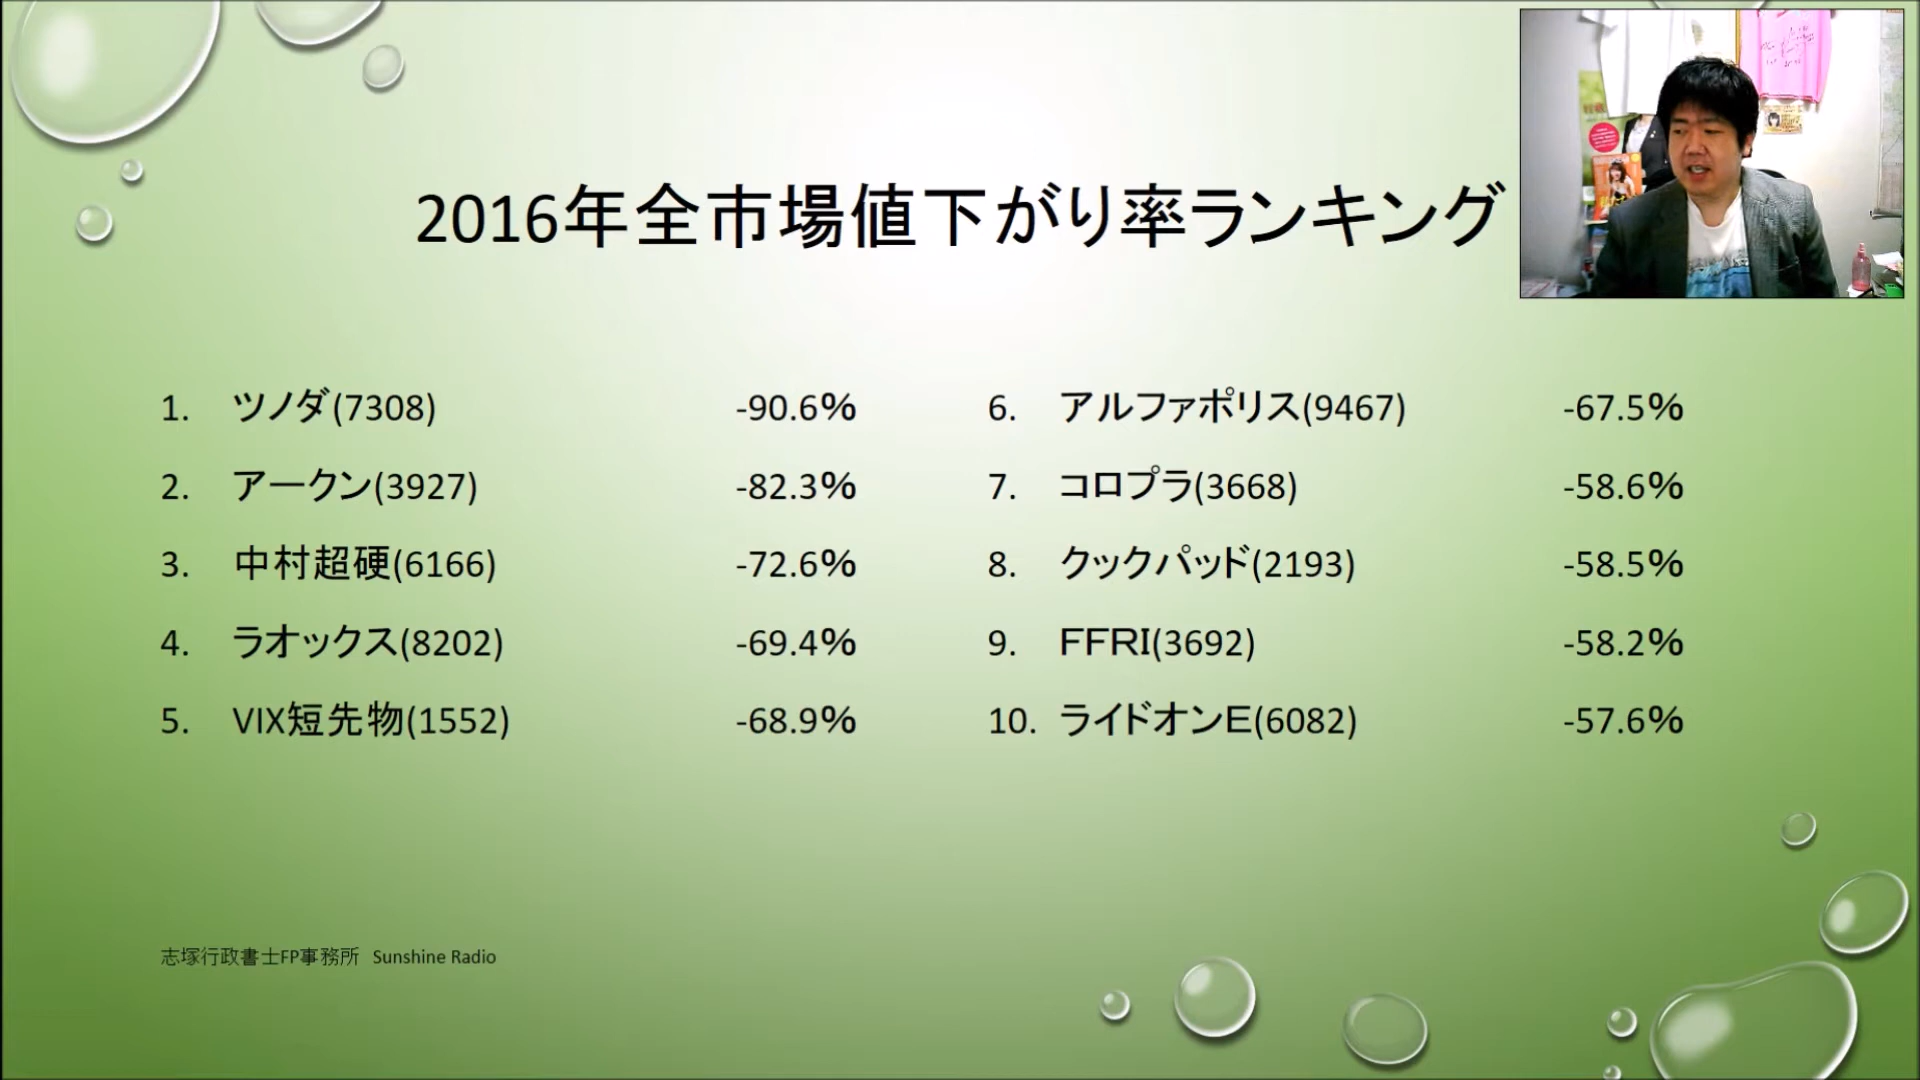 2016年全市場値下がり率ランキング
1. ツノダ(7308) -90.6%
2. アークン(3927) -82.3%
3. 中村超硬(6166) -72.6%
4. ラオックス(8202) -69.4%
5. VIX短先物(1552) -68.9%
6. アルファポリス(9467) -67.5%
7. コロプラ(3668) -58.6%
8. クックパッド(2193) -58.5%
9. FFRI(3692) -58.2%
10. ライドオンE(6082) -57.6%
志塚行政書士FP事務所 Sunshine Radio